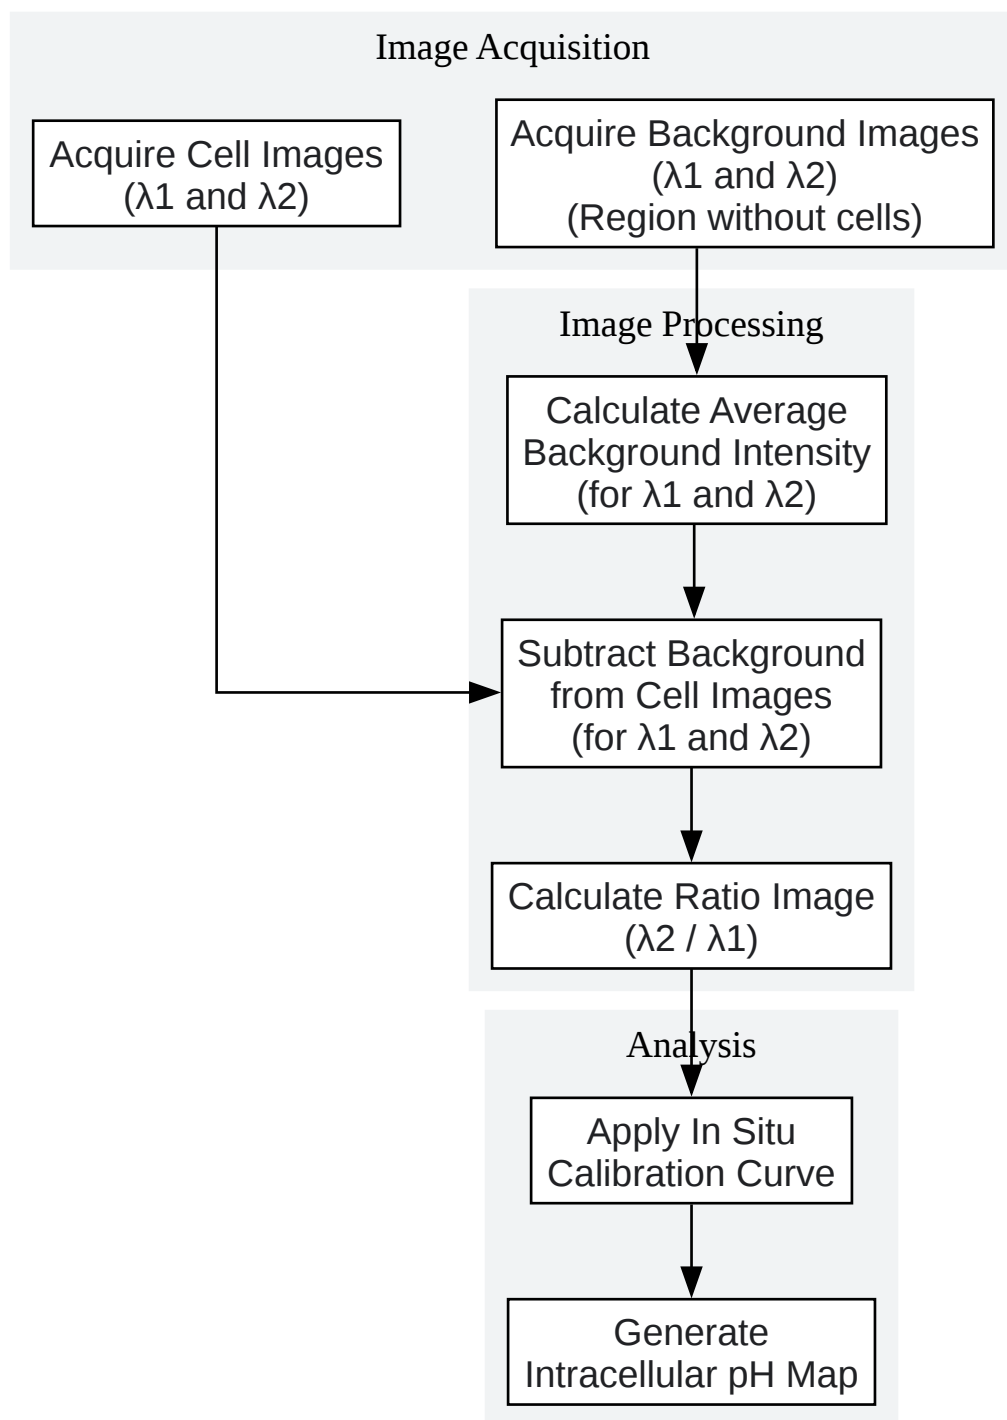 Image Acquisition
Acquire Cell Images
(λ1 and λ2)
Acquire Background Images
(λ1 and λ2)
(Region without cells)
Image Processing
Calculate Average
Background Intensity
(for λ1 and λ2)
Subtract Background
from Cell Images
(for λ1 and λ2)
Calculate Ratio Image
(λ2 / λ1)
Analysis
Apply In Situ
Calibration Curve
Generate
Intracellular pH Map